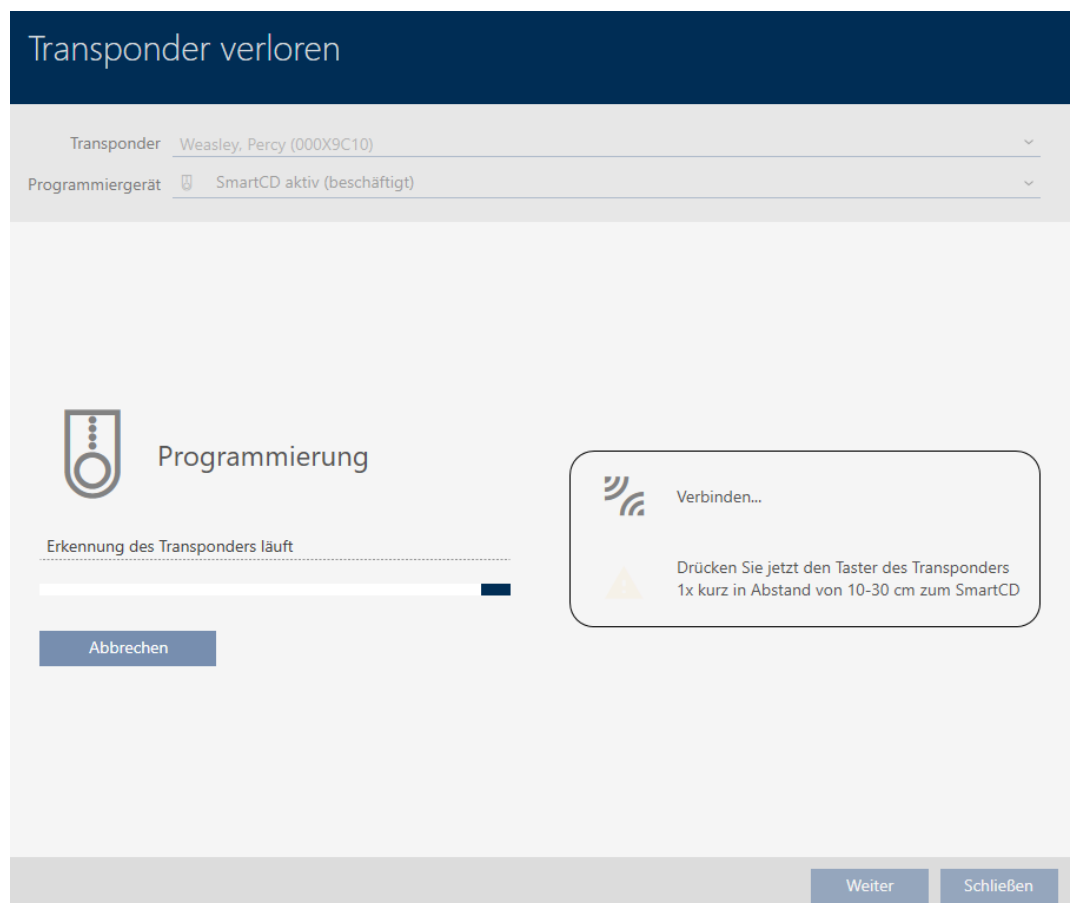 Transponder verloren
Transponder Weasley, Percy (000X9C10)
Programmiergerät SmartCD aktiv (beschäftigt)
Programmierung
Erkennung des Transponders läuft
Abbrechen
Verbinden...
Drücken Sie jetzt den Taster des Transponders
1x kurz in Abstand von 10-30 cm zum SmartCD
Weiter Schließen